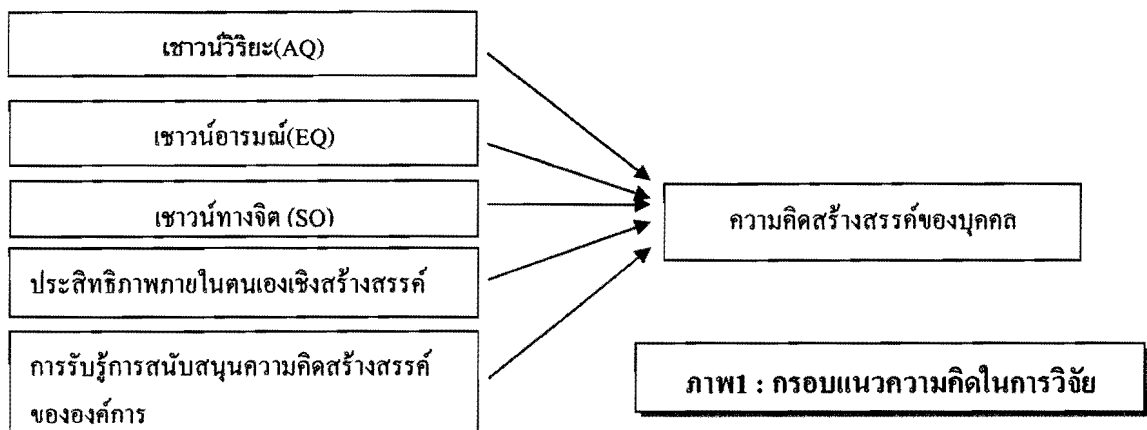 เชาวน์วิริยะ(AQ)
เชาวน์อารมณ์(EQ)
เชาวน์ทางจิต (SO)
ประสิทธิภาพภายในตนเองเชิงสร้างสรรค์
การรับรู้การสนับสนุนความคิดสร้างสรรค์
ขององค์การ
ความคิดสร้างสรรค์ของบุคคล
ภาพ1 : กรอบแนวความคิดในการวิจัย